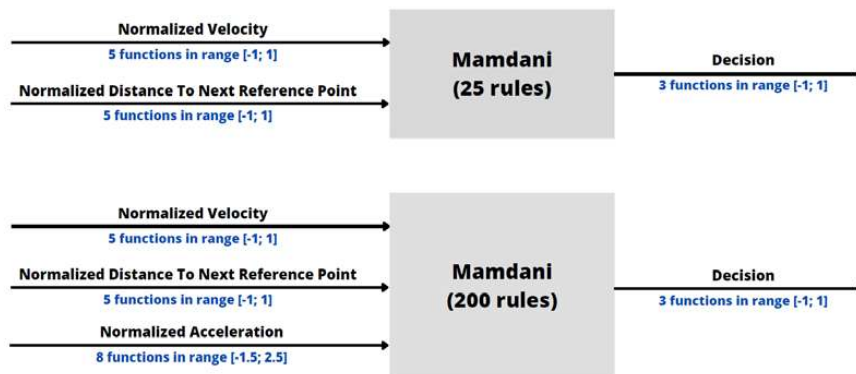 Normalized Velocity
5 functions in range [-1; 1]
Normalized Distance To Next Reference Point
5 functions in range [-1; 1]
Mamdani
(25 rules)
Decision
3 functions in range [-1; 1]
Normalized Velocity
5 functions in range [-1; 1]
Normalized Distance To Next Reference Point
5 functions in range [-1; 1]
Normalized Acceleration
8 functions in range [-1.5; 2.5]
Mamdani
(200 rules)
Decision
3 functions in range [-1; 1]